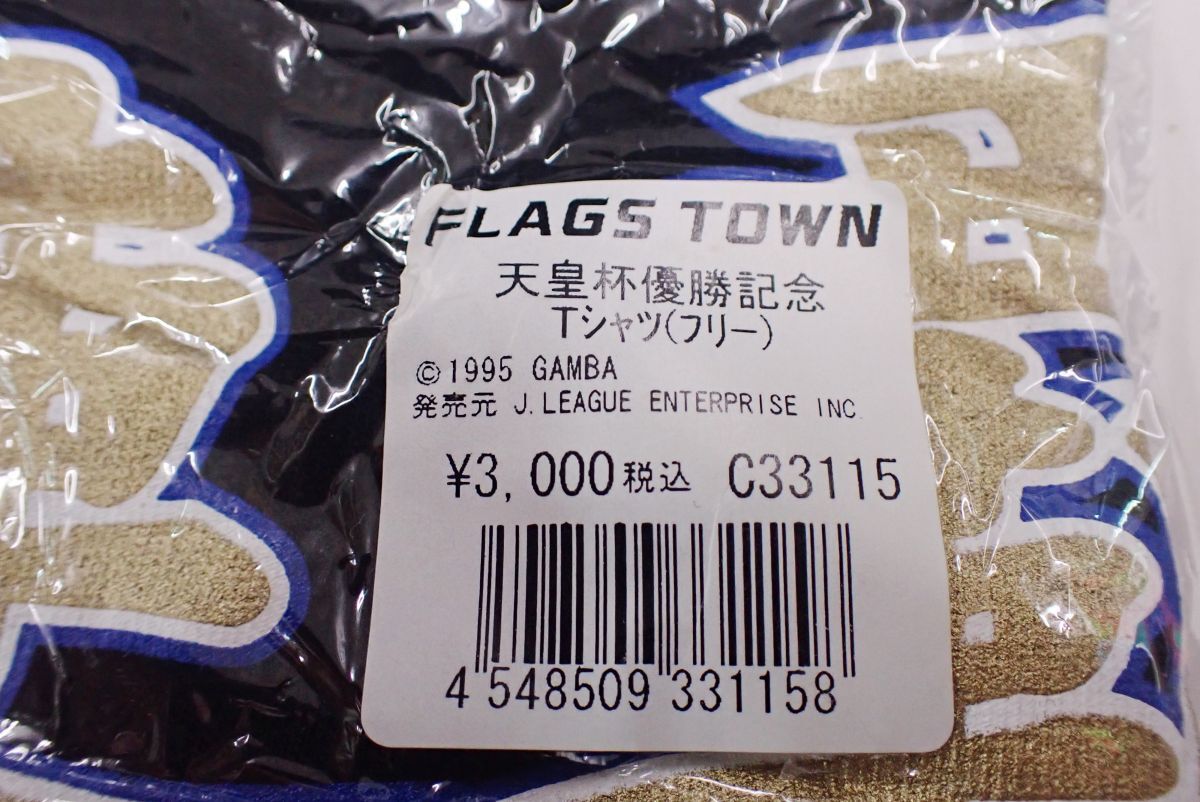 FLAGS TOWN
天皇杯優勝記念
Tシャツ(フリー)
©1995 GAMBA
発売元 J.LEAGUE ENTERPRISE INC.
¥3,000税込 C33115
4 548509 331158